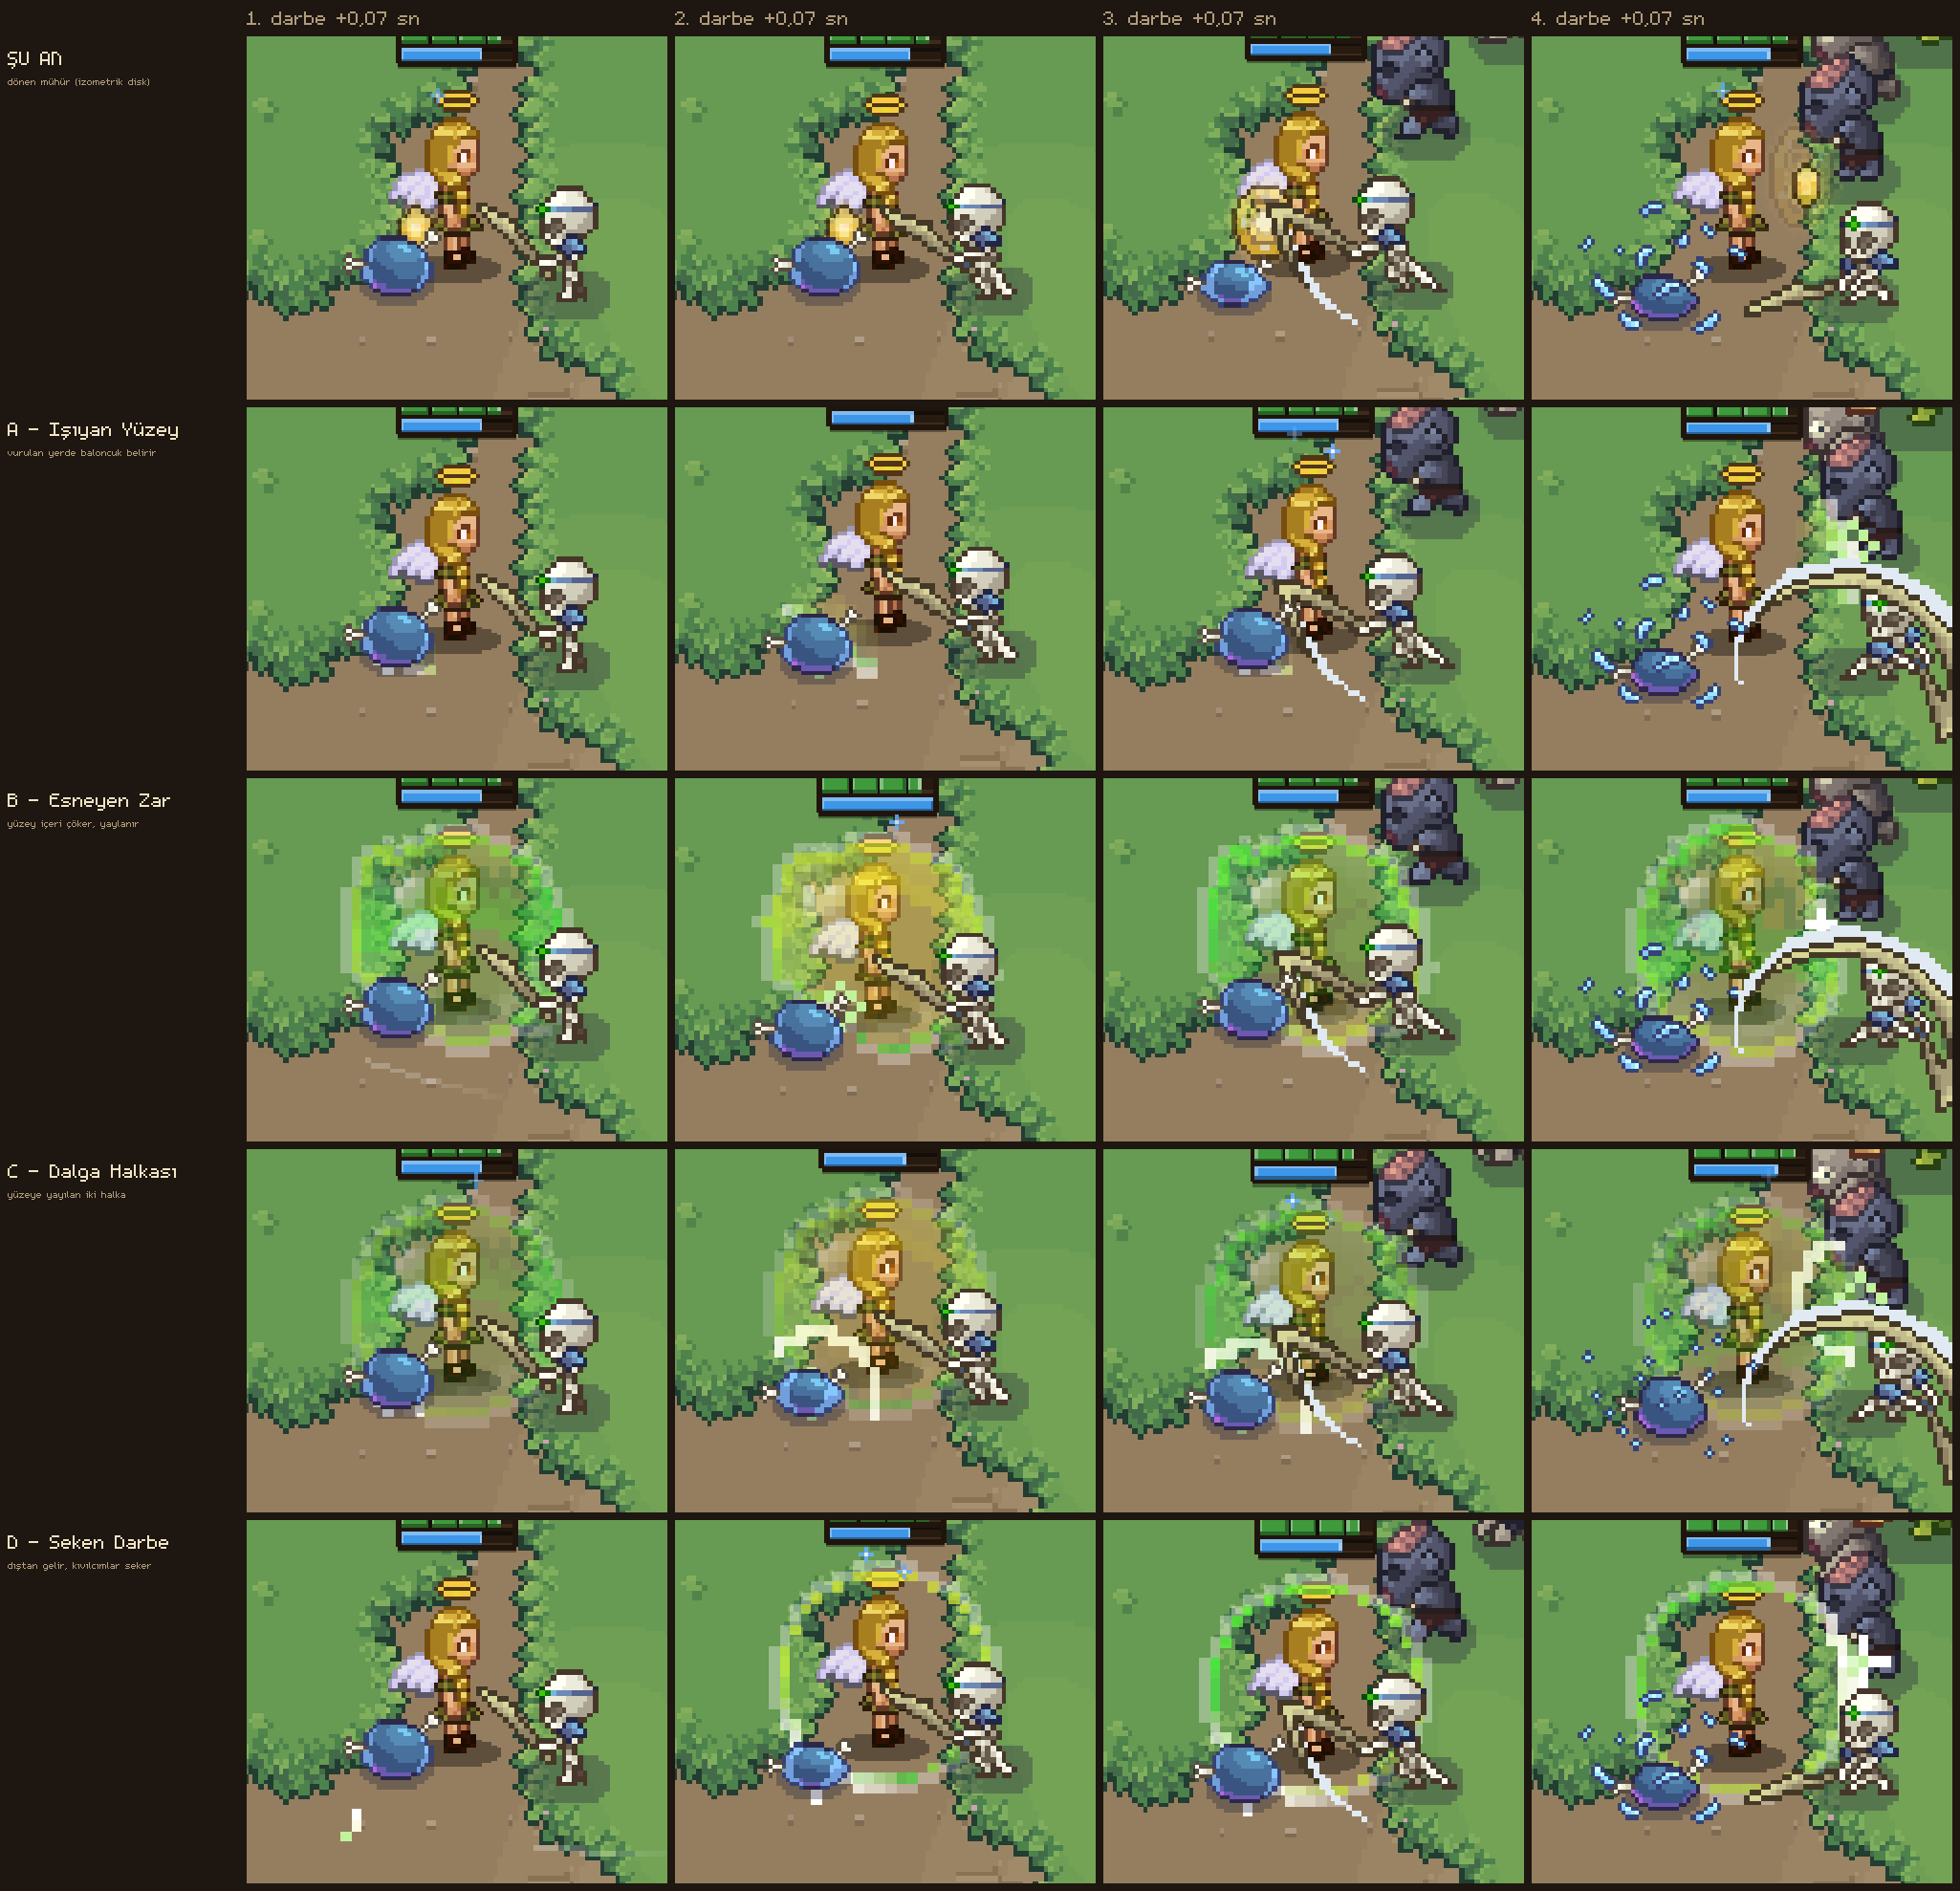 1. darbe +0,07 sn
2. darbe +0,07 sn
3. darbe +0,07 sn
4. darbe +0,07 sn
ŞU AN
dönen mühür (izometrik disk)
A - Işıyan Yüzey
vurulan yerde baloncuk belirir
B - Esneyen Zar
yüzey içeri çöker, yaylanır
C - Dalga Halkası
yüzeye yayılan iki halka
D - Seken Darbe
dıştan gelir, kıvılcımlar seker